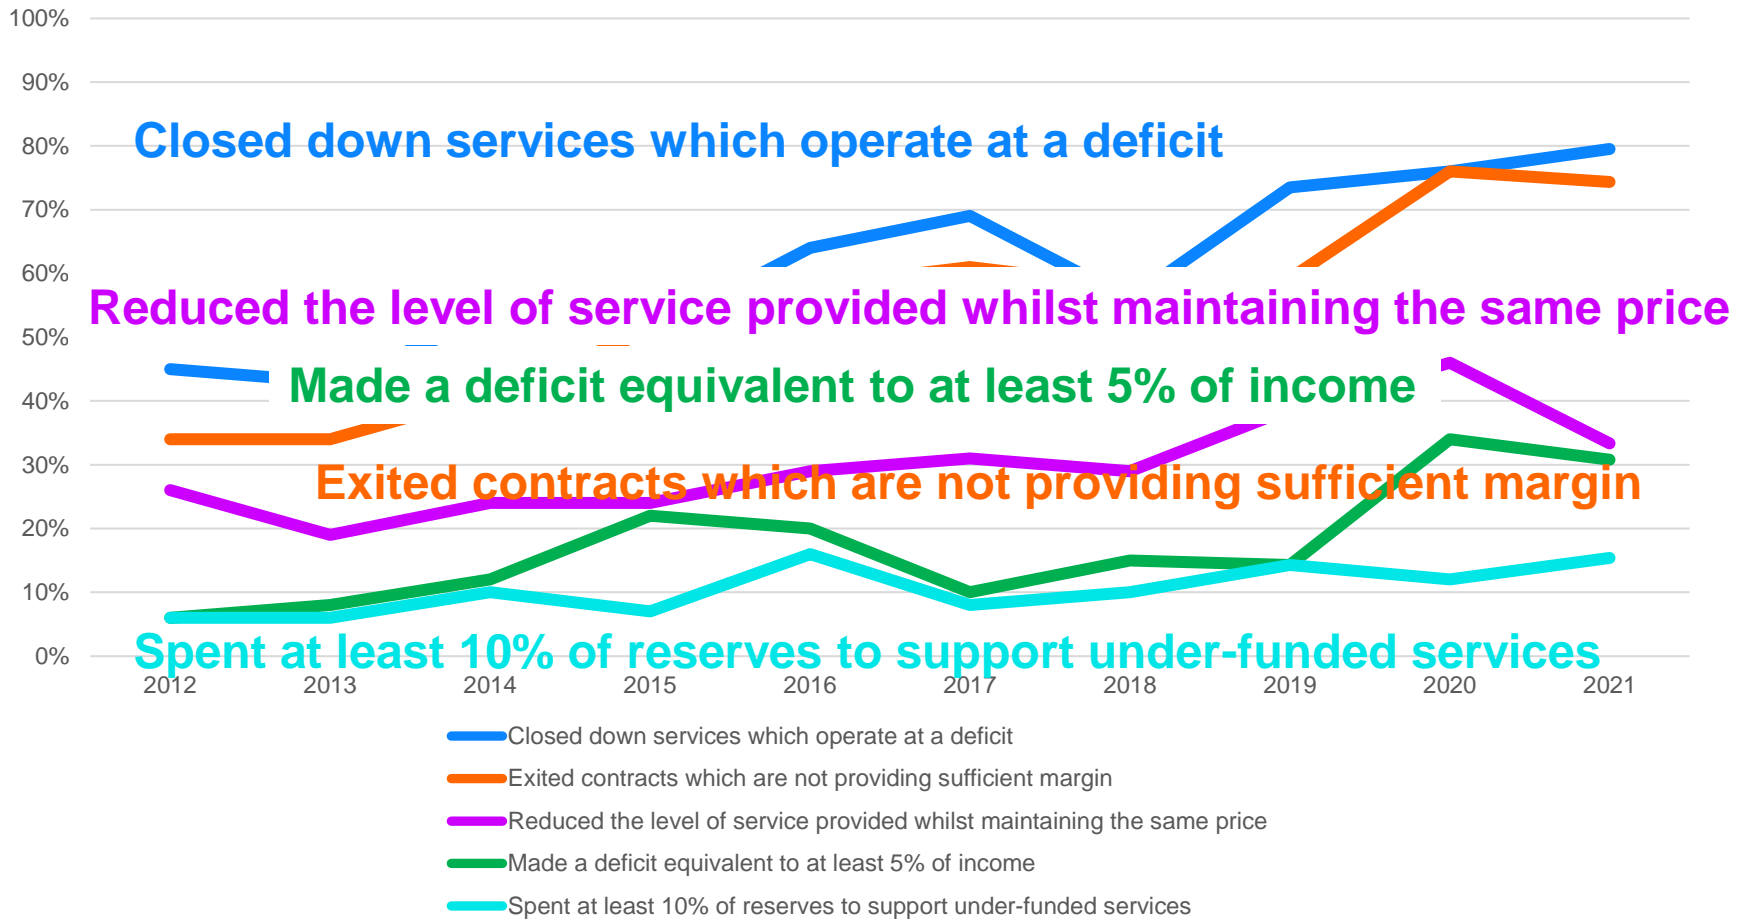 100%
90%
Closed down services which operate at a deficit
80%
70%
60%
Reduced the level of service provided whilst maintaining the same price
50%
Made a deficit equivalent to at least 5% of income
40%
30%
Exited contracts which are not providing sufficient margin
20%
10%
Spent at least 10% of reserves to support under-funded services
0%
2012 2013 2014 2015 2016 2017 2018 2019 2020 2021
Closed down services which operate at a deficit
Exited contracts which are not providing sufficient margin
Reduced the level of service provided whilst maintaining the same price
Made a deficit equivalent to at least 5% of income
Spent at least 10% of reserves to support under-funded services